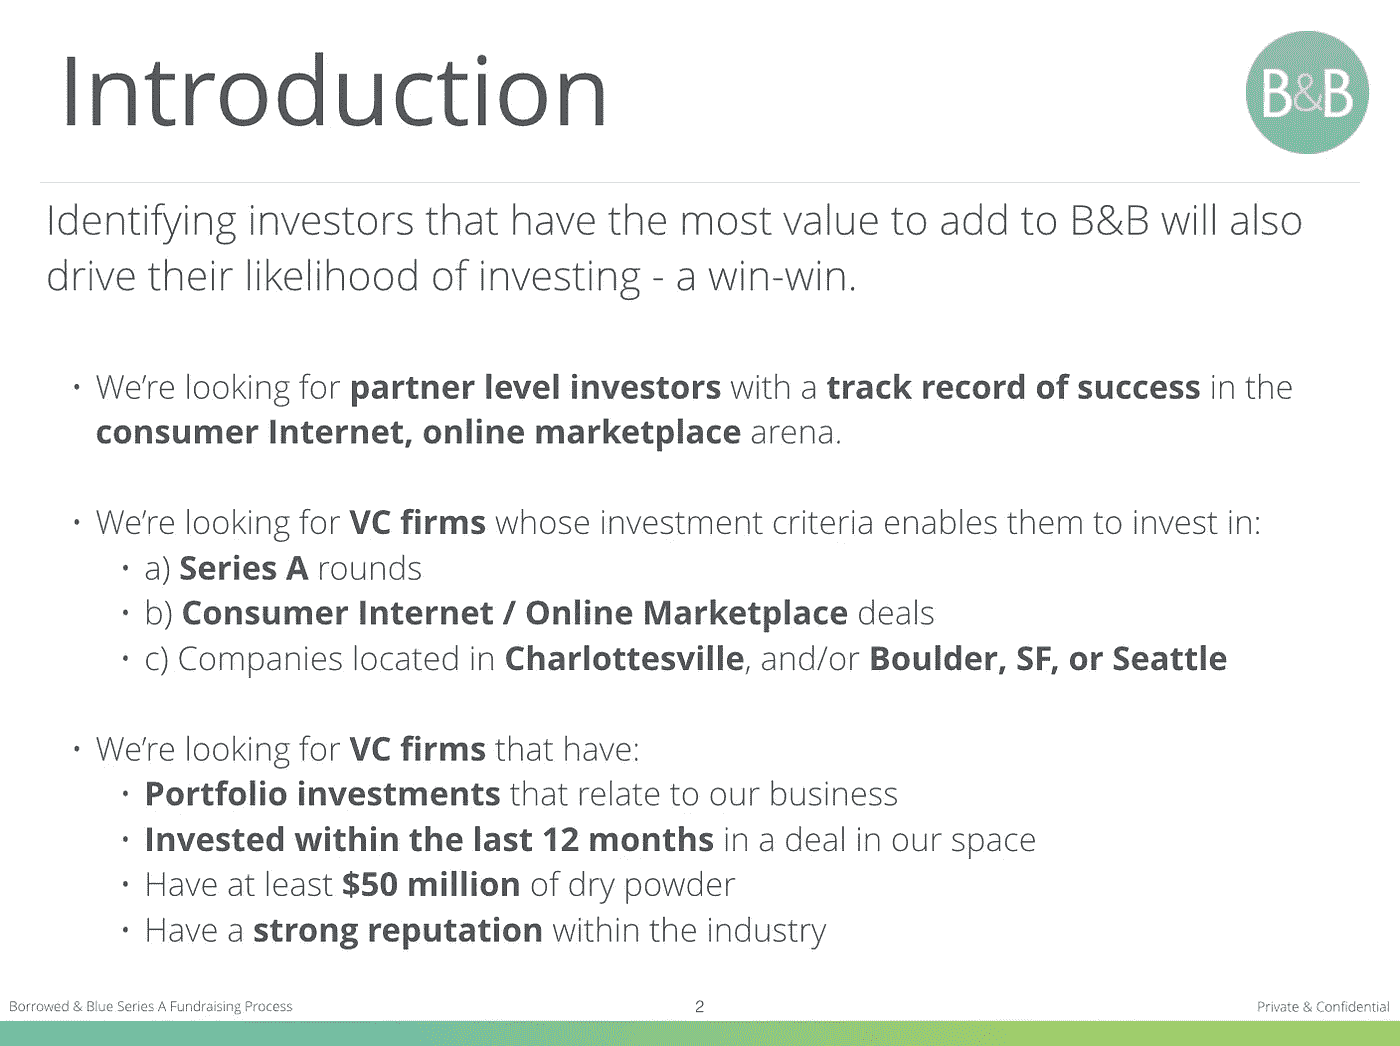 Introduction
B&B
Identifying investors that have the most value to add to B&B will also
drive their likelihood of investing - a win-win.
• We’re looking for partner level investors with a track record of success in the
consumer Internet, online marketplace arena.
• We’re looking for VC firms whose investment criteria enables them to invest in:
• a) Series A rounds
• b) Consumer Internet / Online Marketplace deals
• c) Companies located in Charlottesville, and/or Boulder, SF, or Seattle
• We’re looking for VC firms that have:
• Portfolio investments that relate to our business
• Invested within the last 12 months in a deal in our space
• Have at least $50 million of dry powder
• Have a strong reputation within the industry
Borrowed & Blue Series A Fundraising Process
2
Private & Confidential